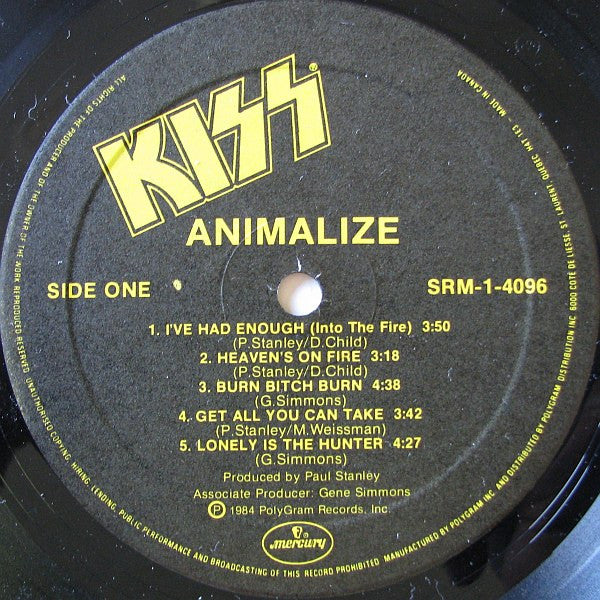 KISS®
ANIMALIZE
SIDE ONE
SRM-1-4096
1. I'VE HAD ENOUGH (Into The Fire) 3:50
(P.Stanley/D.Child)
2. HEAVEN'S ON FIRE 3:18
(P.Stanley/D.Child)
3. BURN BITCH BURN 4:38
(G.Simmons)
4. GET ALL YOU CAN TAKE 3:42
(P.Stanley/M.Weissman)
5. LONELY IS THE HUNTER 4:27
(G.Simmons)
Produced by Paul Stanley
Associate Producer: Gene Simmons
Ⓟ 1984 PolyGram Records, Inc.
mercury
ALL RIGHTS OF THE PRODUCER AND OF THE OWNER OF THE WORK REPRODUCED RESERVED. UNAUTHORISED COPYING, HIRING, LENDING, PUBLIC PERFORMANCE AND BROADCASTING OF THIS RECORD PROHIBITED. MANUFACTURED BY POLYGRAM INC. AND DISTRIBUTED BY POLYGRAM DISTRIBUTION INC. 6000 COTÉ DE LIESSE, ST. LAURENT, QUEBEC, H4T 1E3 - MADE IN CANADA